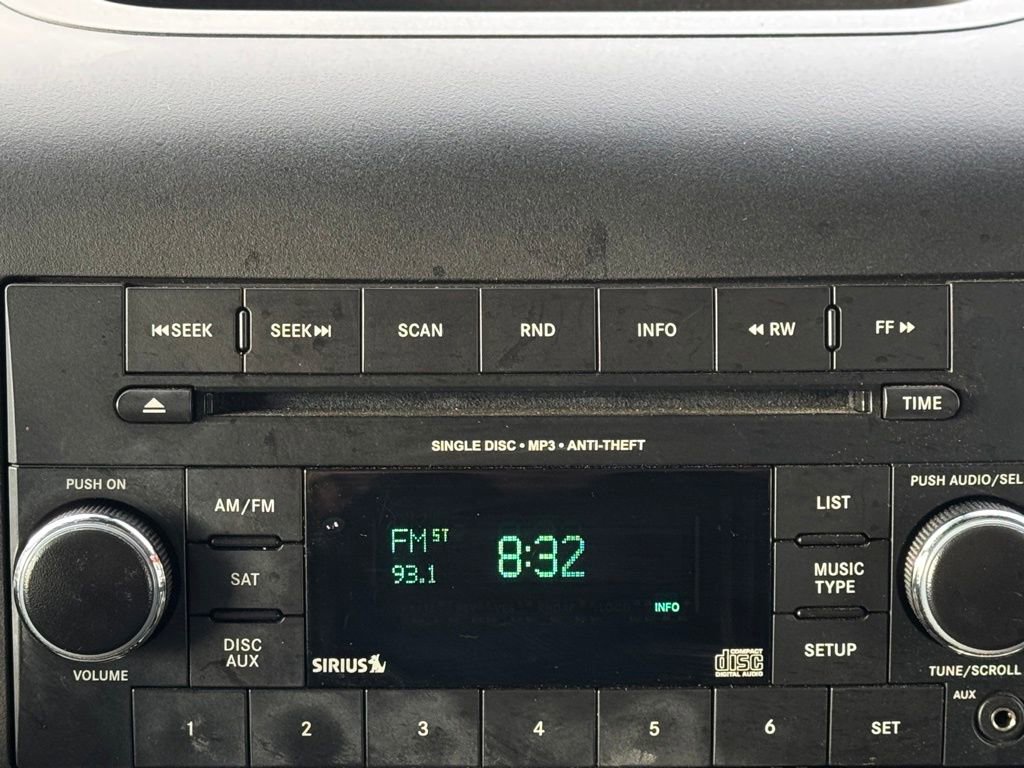 SEEK
SEEK
SCAN
RND
INFO
RW
FF
TIME
SINGLE DISC • MP3 • ANTI-THEFT
PUSH ON
VOLUME
AM/FM
SAT
DISC
AUX
FM ST
93.1
8:32
INFO
SIRIUS
COMPACT
disc
DIGITAL AUDIO
LIST
MUSIC
TYPE
SETUP
PUSH AUDIO/SEL
TUNE/SCROLL
AUX
1
2
3
4
5
6
SET